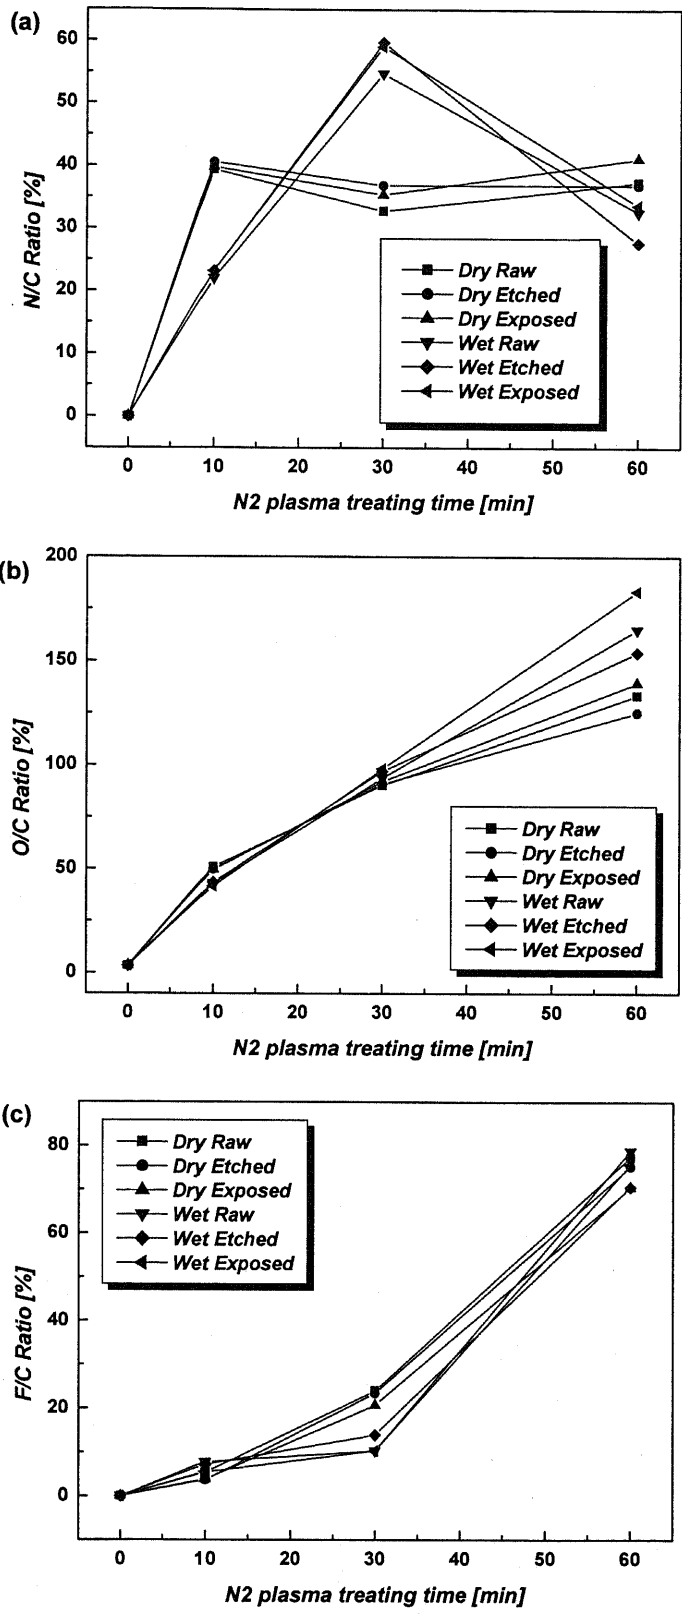 (a)
60
50
40
30
20
10
0
N/C Ratio [%]
Dry Raw
Dry Etched
Dry Exposed
Wet Raw
Wet Etched
Wet Exposed
0 10 20 30 40 50 60
N2 plasma treating time [min]
(b)
200
150
100
50
0
O/C Ratio [%]
Dry Raw
Dry Etched
Dry Exposed
Wet Raw
Wet Etched
Wet Exposed
0 10 20 30 40 50 60
N2 plasma treating time [min]
(c)
80
60
40
20
0
F/C Ratio [%]
Dry Raw
Dry Etched
Dry Exposed
Wet Raw
Wet Etched
Wet Exposed
0 10 20 30 40 50 60
N2 plasma treating time [min]